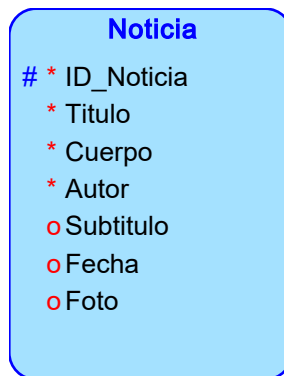 Noticia
# * ID_Noticia
* Titulo
* Cuerpo
* Autor
o Subtitulo
o Fecha
o Foto